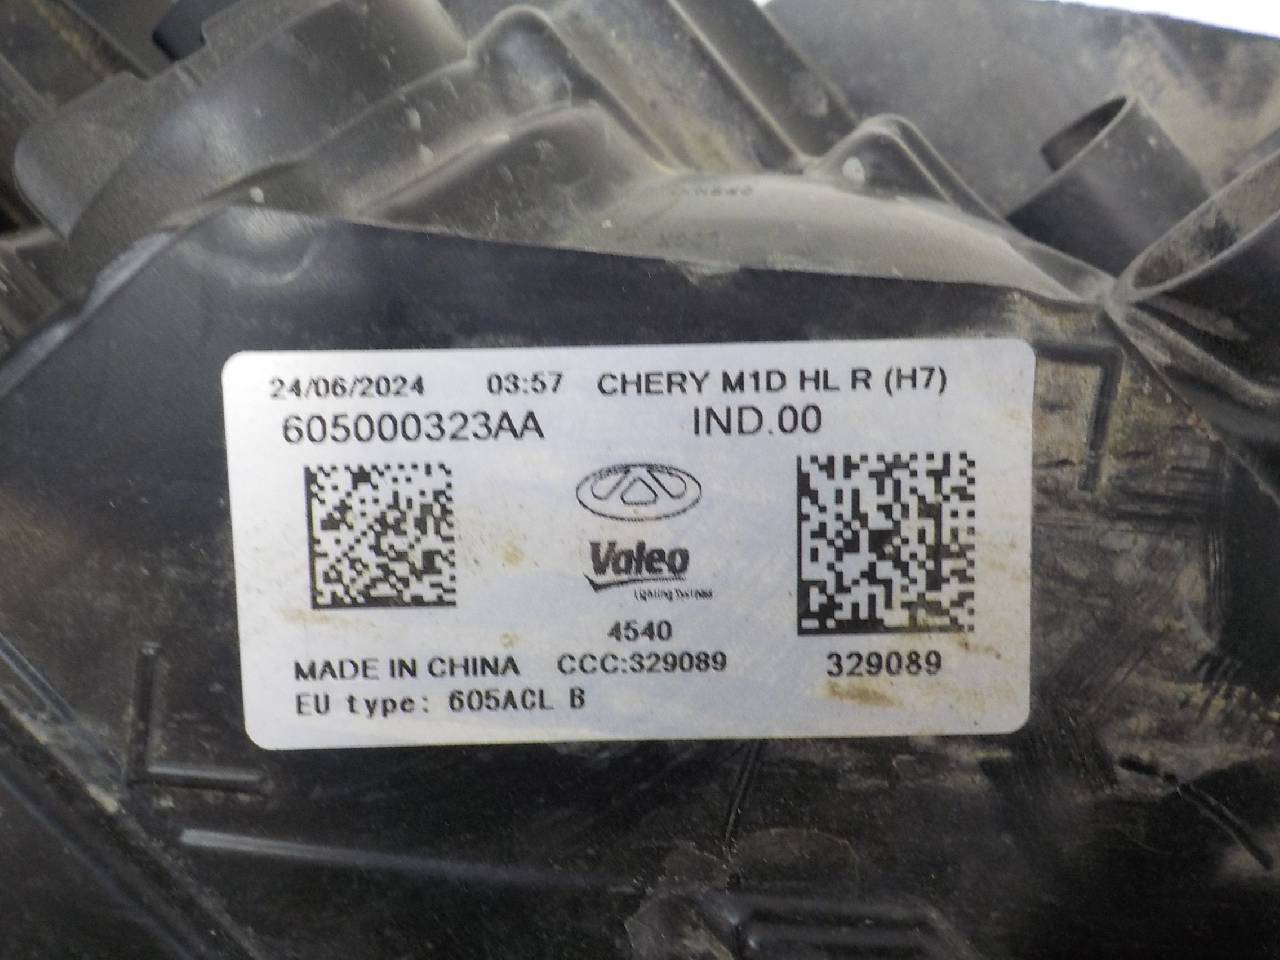 24/06/2024 03:57 CHERY M1D HL R (H7)
605000323AA IND.00
Valeo
Lighting Systems
4540
MADE IN CHINA CCC:329089 329089
EU type: 605ACL B